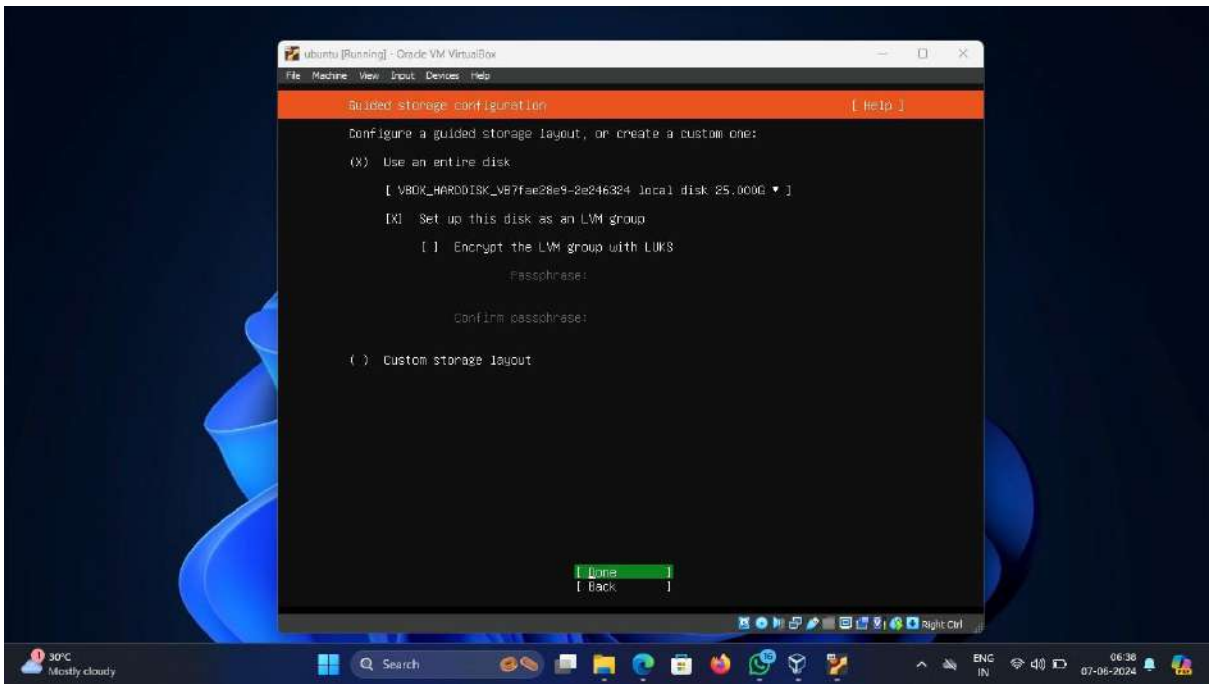 ubuntu [Running] - Oracle VM VirtualBox
File Machine View Input Devices Help
Guided storage configuration [ Help ]
Configure a guided storage layout, or create a custom one:
(X) Use an entire disk
[ VBOX_HARDDISK_VB7fae28e9-2e246324 local disk 25.000G ▾ ]
[X] Set up this disk as an LVM group
[ ] Encrypt the LVM group with LUKS
Passphrase:
Confirm passphrase:
( ) Custom storage layout
[ Done ]
[ Back ]
Right Ctrl
1
30°C
Mostly cloudy
Search
16
ENG
IN
06:38
07-06-2024